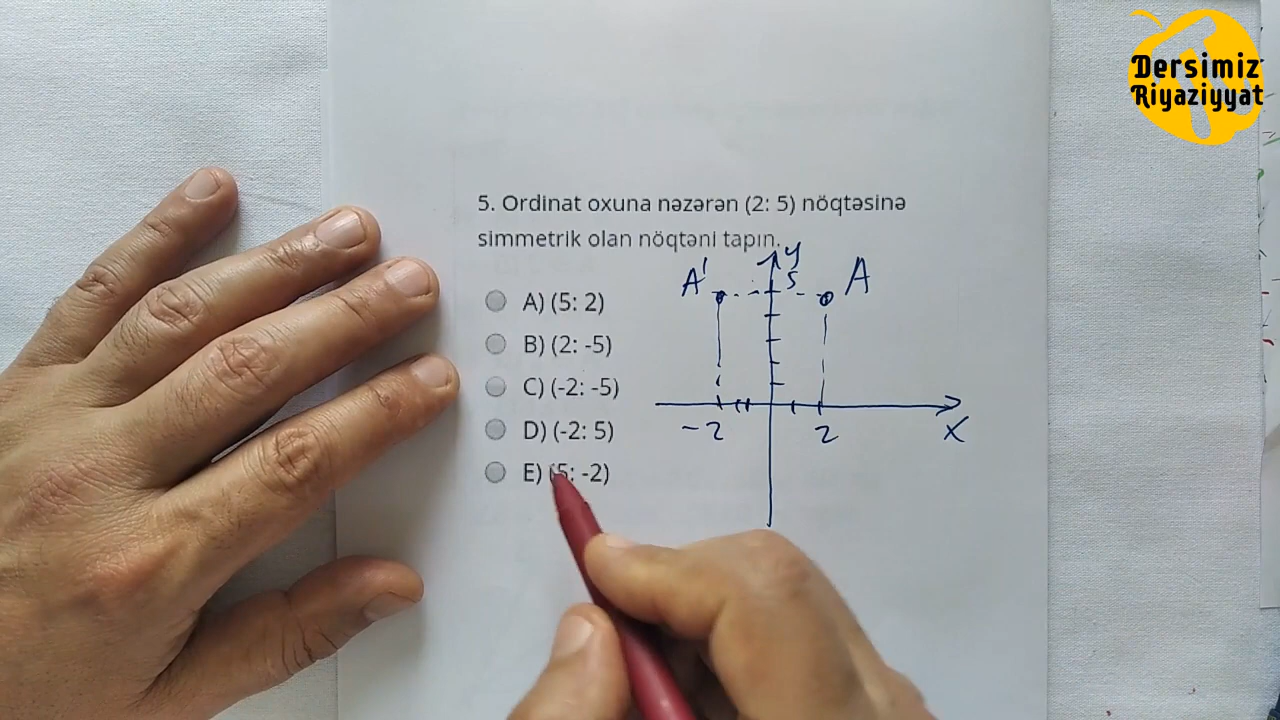 Dersimiz
Riyaziyyat
5. Ordinat oxuna nəzərən (2: 5) nöqtəsinə
simmetrik olan nöqtəni tapın.
A) (5: 2)
B) (2: -5)
C) (-2: -5)
D) (-2: 5)
E) (5: -2)
y
A' 5 A
-2 2 x